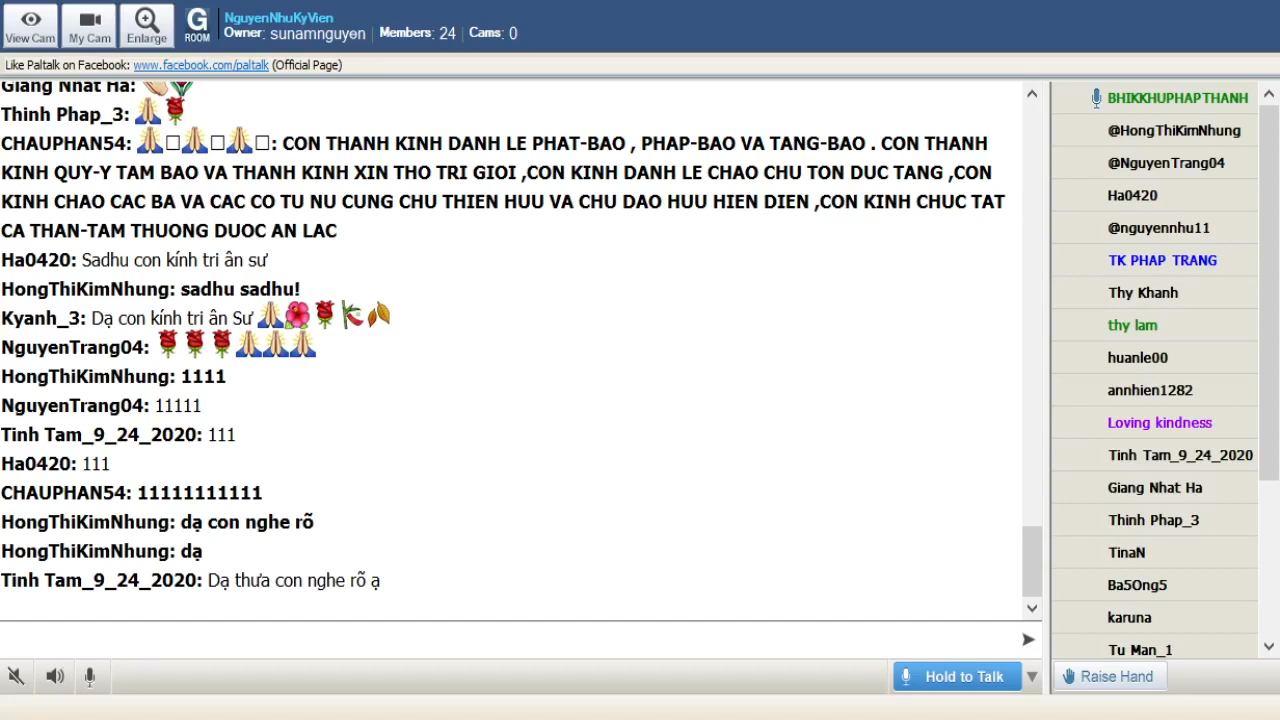 View Cam
My Cam
Enlarge
G
ROOM
NguyenNhuKyVien
Owner: sunamnguyen | Members: 24 | Cams: 0
Like Paltalk on Facebook: www.facebook.com/paltalk (Official Page)
Giang Nhat Ha:
Thinh Phap_3:
CHAUPHAN54: : CON THANH KINH DANH LE PHAT-BAO , PHAP-BAO VA TANG-BAO . CON THANH
KINH QUY-Y TAM BAO VA THANH KINH XIN THO TRI GIOI ,CON KINH DANH LE CHAO CHU TON DUC TANG ,CON
KINH CHAO CAC BA VA CAC CO TU NU CUNG CHU THIEN HUU VA CHU DAO HUU HIEN DIEN ,CON KINH CHUC TAT
CA THAN-TAM THUONG DUOC AN LAC
Ha0420: Sadhu con kính tri ân sư
HongThiKimNhung: sadhu sadhu!
Kyanh_3: Dạ con kính tri ân Sư
NguyenTrang04:
HongThiKimNhung: 1111
NguyenTrang04: 11111
Tinh Tam_9_24_2020: 111
Ha0420: 111
CHAUPHAN54: 11111111111
HongThiKimNhung: dạ con nghe rõ
HongThiKimNhung: dạ
Tinh Tam_9_24_2020: Dạ thưa con nghe rõ ạ
Hold to Talk
BHIKKHUPHAPTHANH
@HongThiKimNhung
@NguyenTrang04
Ha0420
@nguyennhu11
TK PHAP TRANG
Thy Khanh
thy lam
huanle00
annhien1282
Loving kindness
Tinh Tam_9_24_2020
Giang Nhat Ha
Thinh Phap_3
TinaN
Ba5Ong5
karuna
Tu Man_1
Raise Hand